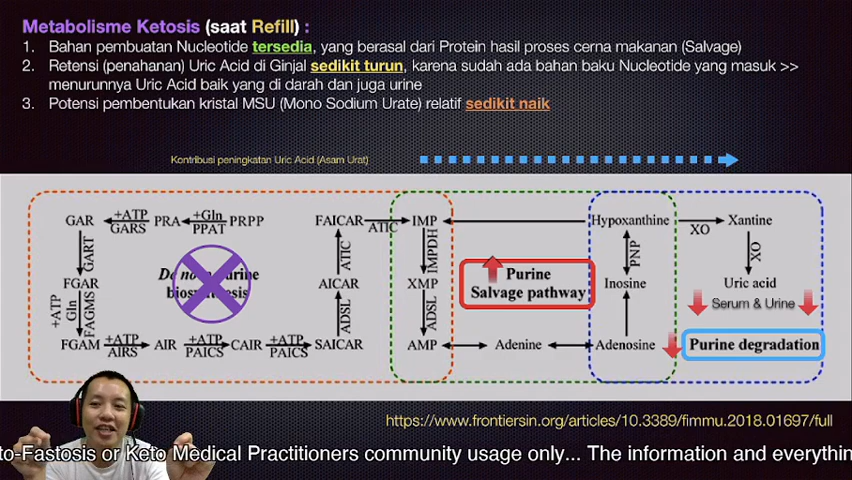 Metabolisme Ketosis (saat Refill) :
1. Bahan pembuatan Nucleotide tersedia, yang berasal dari Protein hasil proses cerna makanan (Salvage)
2. Retensi (penahanan) Uric Acid di Ginjal sedikit turun, karena sudah ada bahan baku Nucleotide yang masuk >>
menurunnya Uric Acid baik yang di darah dan juga urine
3. Potensi pembentukan kristal MSU (Mono Sodium Urate) relatif sedikit naik
Kontribusi peningkatan Uric Acid (Asam Urat)
GAR +ATP GARS PRA +Gln PPAT PRPP FAICAR ATIC IMP Hypoxanthine XO Xantine
GART ATIC IMPDH PNP XO
De novo purine
FGAR AICAR XMP Purine Salvage pathway Inosine Uric acid
Serum & Urine
+ATP Gln FAGMS ADSL ADSL
FGAM +ATP AIRS AIR +ATP PAICS CAIR +ATP PAICS SAICAR AMP Adenine Adenosine Purine degradation
https://www.frontiersin.org/articles/10.3389/fimmu.2018.01697/full
to-Fastosis or Keto Medical Practitioners community usage only... The information and everythin